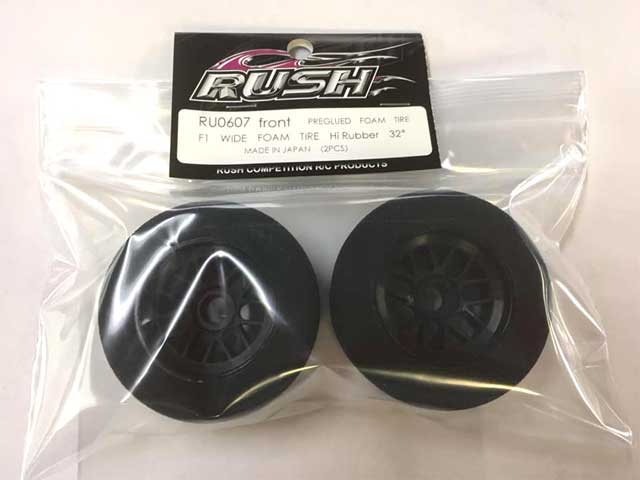 RUSH
RU0607 front PREGLUED FOAM TIRE
F1 WIDE FOAM TIRE Hi Rubber 32°
MADE IN JAPAN (2PCS)
RUSH COMPETITION R/C PRODUCTS